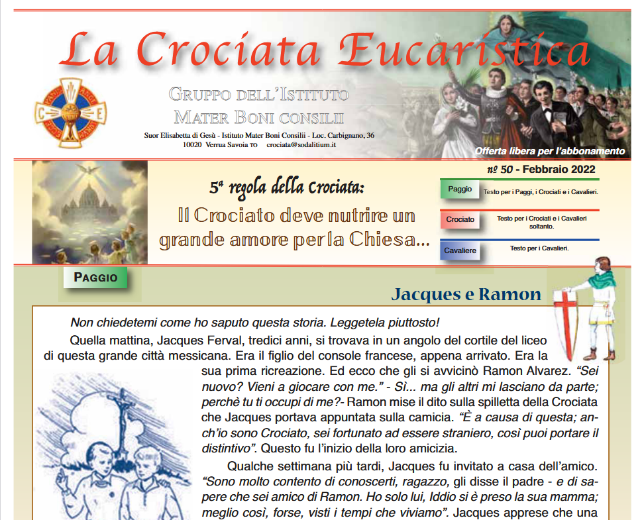 La Crociata Eucaristica
Gruppo dell'Istituto
Mater Boni consilii
Suor Elisabetta di Gesù - Istituto Mater Boni Consilii - Loc. Carbignano, 36
10020 Verrua Savoia TO crociata@sodalitium.it
Offerta libera per l'abbonamento
C E
5ª regola della Crociata:
Il Crociato deve nutrire un
grande amore per la Chiesa...
nº 50 - Febbraio 2022
Paggio Testo per i Paggi, i Crociati e i Cavalieri.
Crociato Testo per i Crociati e i Cavalieri
soltanto.
Cavaliere Testo per i Cavalieri.
Paggio
Jacques e Ramon
Non chiedetemi come ho saputo questa storia. Leggetela piuttosto!
Quella mattina, Jacques Ferval, tredici anni, si trovava in un angolo del cortile del liceo
di questa grande città messicana. Era il figlio del console francese, appena arrivato. Era la
sua prima ricreazione. Ed ecco che gli si avvicinò Ramon Alvarez. "Sei
nuovo? Vieni a giocare con me." - Sì... ma gli altri mi lasciano da parte;
perchè tu ti occupi di me?- Ramon mise il dito sulla spilletta della Crociata
che Jacques portava appuntata sulla camicia. "È a causa di questa; an-
ch'io sono Crociato, sei fortunato ad essere straniero, così puoi portare il
distintivo". Questo fu l'inizio della loro amicizia.
Qualche settimana più tardi, Jacques fu invitato a casa dell'amico.
"Sono molto contento di conoscerti, ragazzo, gli disse il padre - e di sa-
pere che sei amico di Ramon. Ho solo lui, Iddio si è preso la sua mamma;
meglio così, forse, visti i tempi che viviamo". Jacques apprese che una